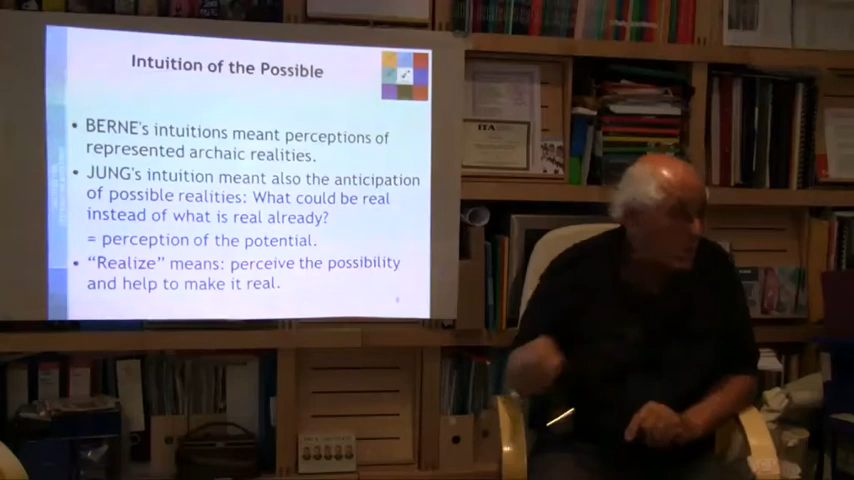 Intuition of the Possible
• BERNE's intuitions meant perceptions of
represented archaic realities.
• JUNG's intuition meant also the anticipation
of possible realities: What could be real
instead of what is real already?
= perception of the potential.
• “Realize” means: perceive the possibility
and help to make it real.
ITA